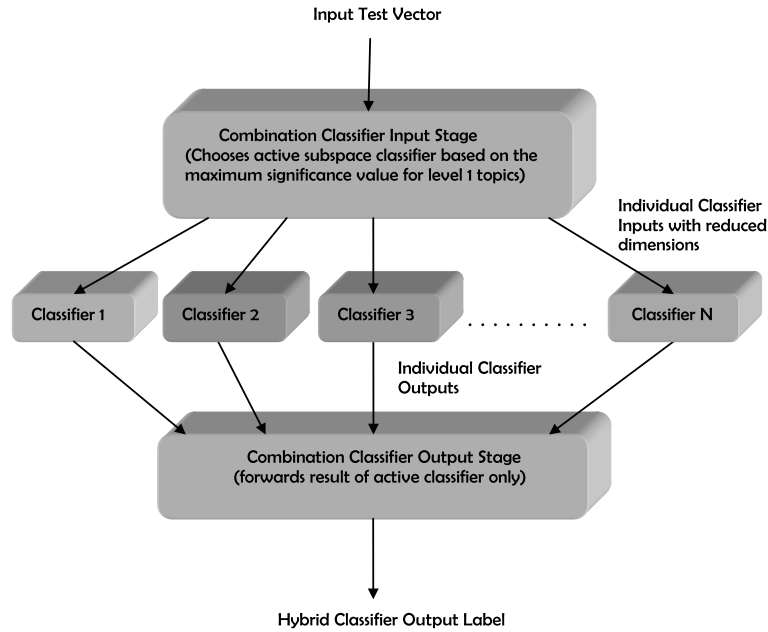 Input Test Vector
Combination Classifier Input Stage
(Chooses active subspace classifier based on the
maximum significance value for level 1 topics)
Individual Classifier
Inputs with reduced
dimensions
Classifier 1
Classifier 2
Classifier 3
. . . . . . . . . .
Classifier N
Individual Classifier
Outputs
Combination Classifier Output Stage
(forwards result of active classifier only)
Hybrid Classifier Output Label